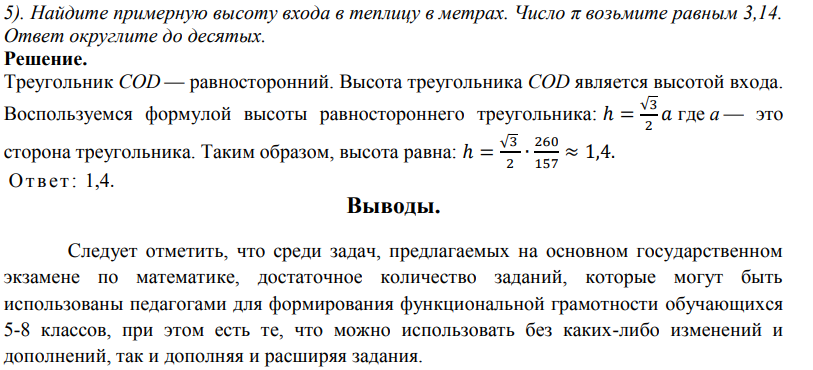 5). Найдите примерную высоту входа в теплицу в метрах. Число π возьмите равным 3,14.
Ответ округлите до десятых.
Решение.
Треугольник COD — равносторонний. Высота треугольника COD является высотой входа.
Воспользуемся формулой высоты равностороннего треугольника: h = √3/2 a где a — это
сторона треугольника. Таким образом, высота равна: h = √3/2 · 260/157 ≈ 1,4.
Ответ: 1,4.
Выводы.
Следует отметить, что среди задач, предлагаемых на основном государственном
экзамене по математике, достаточное количество заданий, которые могут быть
использованы педагогами для формирования функциональной грамотности обучающихся
5-8 классов, при этом есть те, что можно использовать без каких-либо изменений и
дополнений, так и дополняя и расширяя задания.